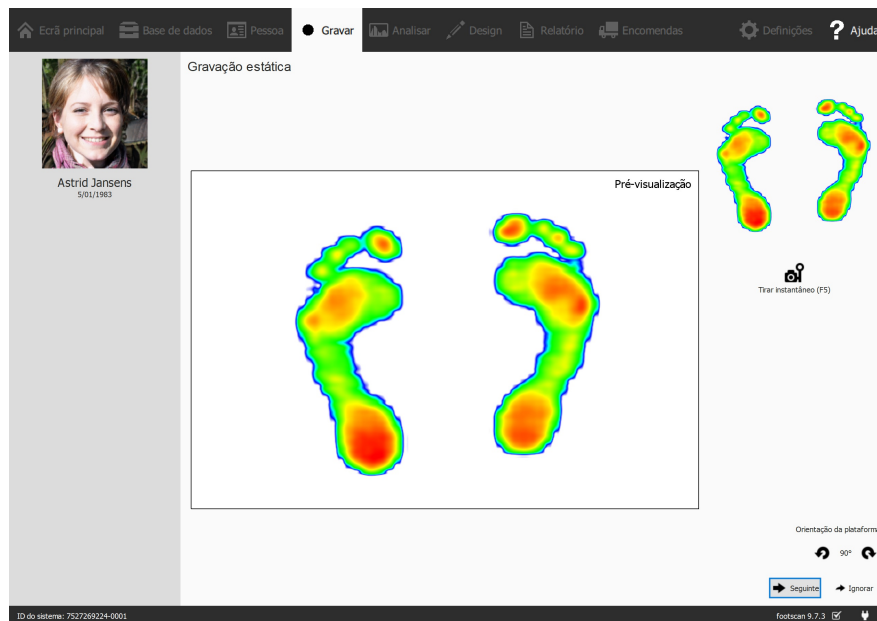 Ecrã principal
Base de dados
Pessoa
Gravar
Analisar
Design
Relatório
Encomendas
Definições
Ajuda
Gravação estática
Astrid Jansens
5/01/1983
Pré-visualização
Tirar instantâneo (F5)
Orientação da plataforma
90°
Seguinte
Ignorar
ID do sistema: 7527269224-0001
footscan 9.7.3